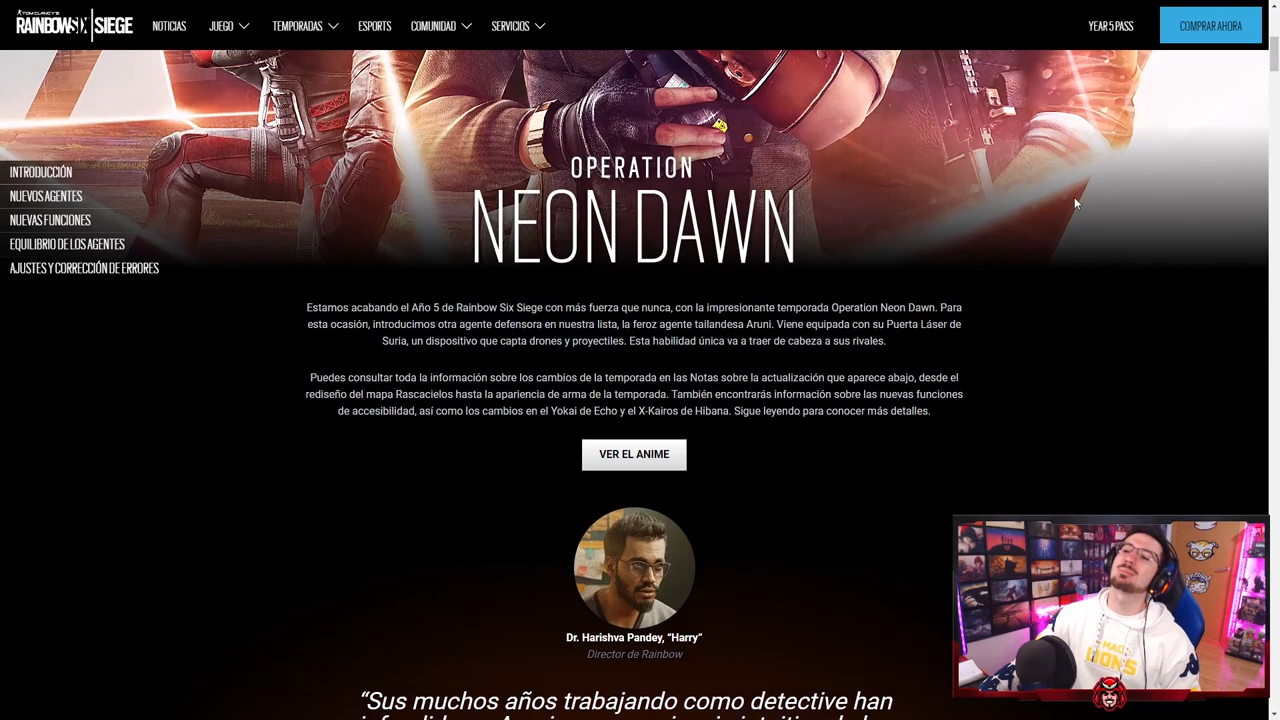 TOM CLANCY'S
RAINBOW SIX | SIEGE
NOTICIAS
JUEGO
TEMPORADAS
ESPORTS
COMUNIDAD
SERVICIOS
YEAR 5 PASS
COMPRAR AHORA
INTRODUCCIÓN
NUEVOS AGENTES
NUEVAS FUNCIONES
EQUILIBRIO DE LOS AGENTES
AJUSTES Y CORRECCIÓN DE ERRORES
OPERATION
NEON DAWN
Estamos acabando el Año 5 de Rainbow Six Siege con más fuerza que nunca, con la impresionante temporada Operation Neon Dawn. Para
esta ocasión, introducimos otra agente defensora en nuestra lista, la feroz agente tailandesa Aruni. Viene equipada con su Puerta Láser de
Suria, un dispositivo que capta drones y proyectiles. Esta habilidad única va a traer de cabeza a sus rivales.
Puedes consultar toda la información sobre los cambios de la temporada en las Notas sobre la actualización que aparece abajo, desde el
rediseño del mapa Rascacielos hasta la apariencia de arma de la temporada. También encontrarás información sobre las nuevas funciones
de accesibilidad, así como los cambios en el Yokai de Echo y el X-Kairos de Hibana. Sigue leyendo para conocer más detalles.
VER EL ANIME
Dr. Harishva Pandey, “Harry”
Director de Rainbow
“Sus muchos años trabajando como detective han
MAD
LIONS